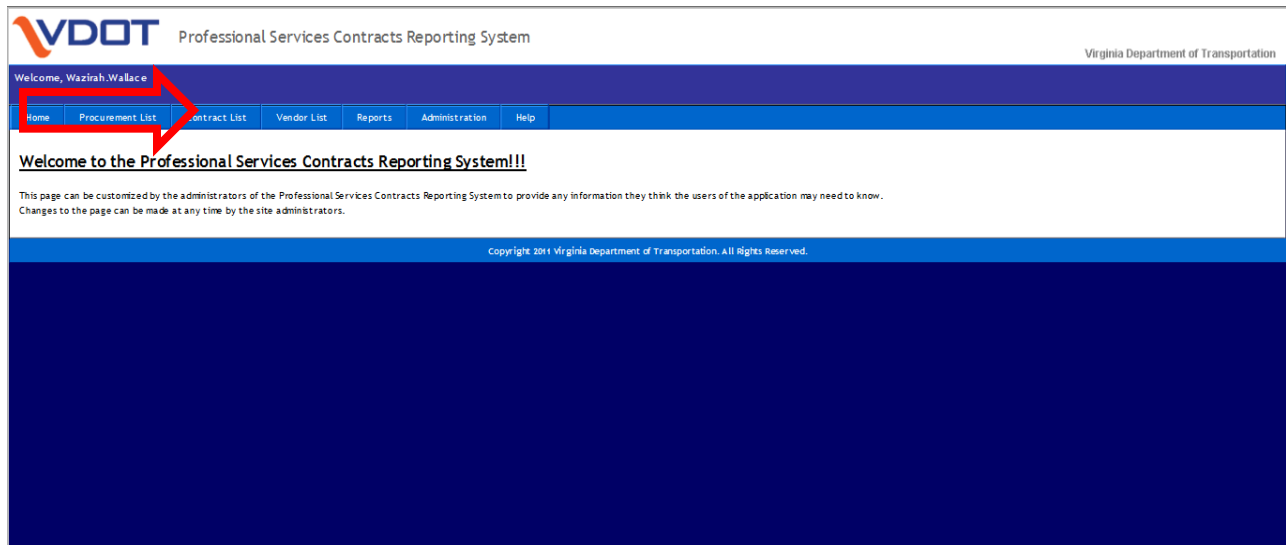 VDOT
Professional Services Contracts Reporting System
Virginia Department of Transportation
Welcome, Wazirah.Wallace
Home Procurement List Contract List Vendor List Reports Administration Help
Welcome to the Professional Services Contracts Reporting System!!!
This page can be customized by the administrators of the Professional Services Contracts Reporting System to provide any information they think the users of the application may need to know.
Changes to the page can be made at any time by the site administrators.
Copyright 2011 Virginia Department of Transportation. All Rights Reserved.